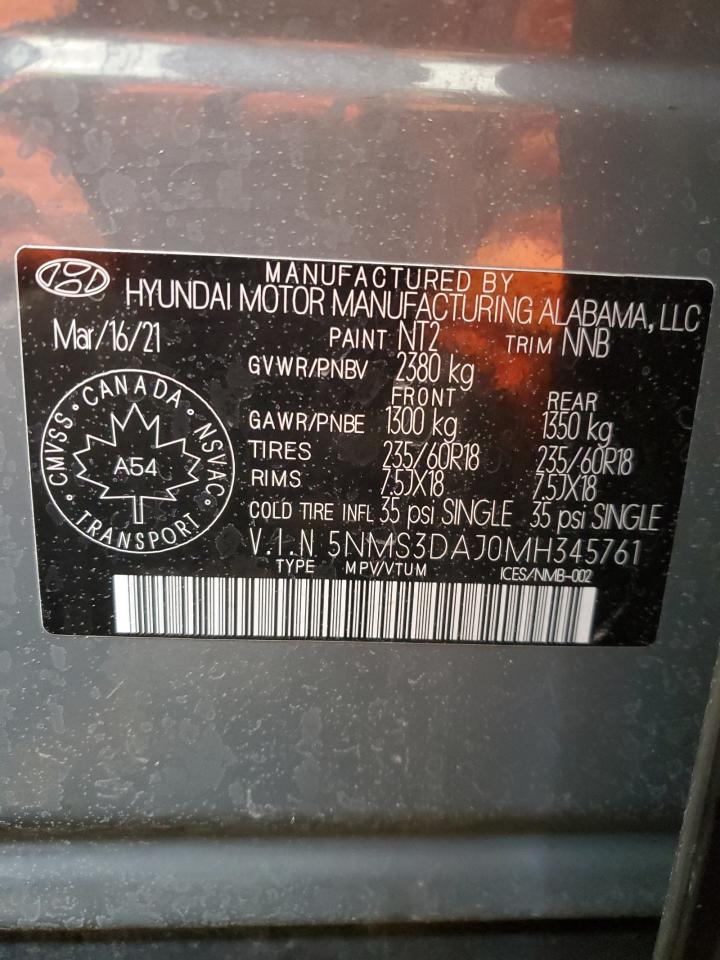 MANUFACTURED BY
HYUNDAI MOTOR MANUFACTURING ALABAMA, LLC
Mar/16/21 PAINT NT2 TRIM NNB
GVWR/PNBV 2380 kg
FRONT REAR
GAWR/PNBE 1300 kg 1350 kg
TIRES 235/60R18 235/60R18
RIMS 7.5JX18 7.5JX18
COLD TIRE INFL 35 psi SINGLE 35 psi SINGLE
V.I.N 5NMS3DAJ0MH345761
TYPE MPV/VTUM ICES/NMB-002
CMVSS • CANADA • NSVAC • TRANSPORT •
A54